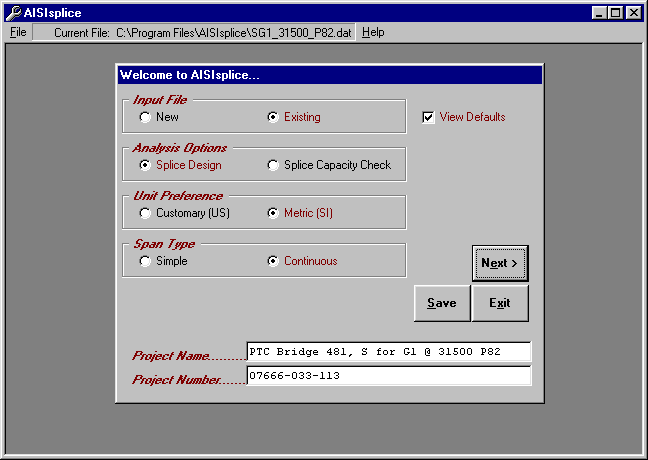 AISIsplice
File Current File: C:\Program Files\AISIsplice\SG1_31500_P82.dat Help
Welcome to AISIsplice...
Input File
New Existing View Defaults
Analysis Options
Splice Design Splice Capacity Check
Unit Preference
Customary (US) Metric (SI)
Span Type
Simple Continuous
Next >
Save Exit
Project Name........... PTC Bridge 481, S for G1 @ 31500 P82
Project Number........ 07666-033-113